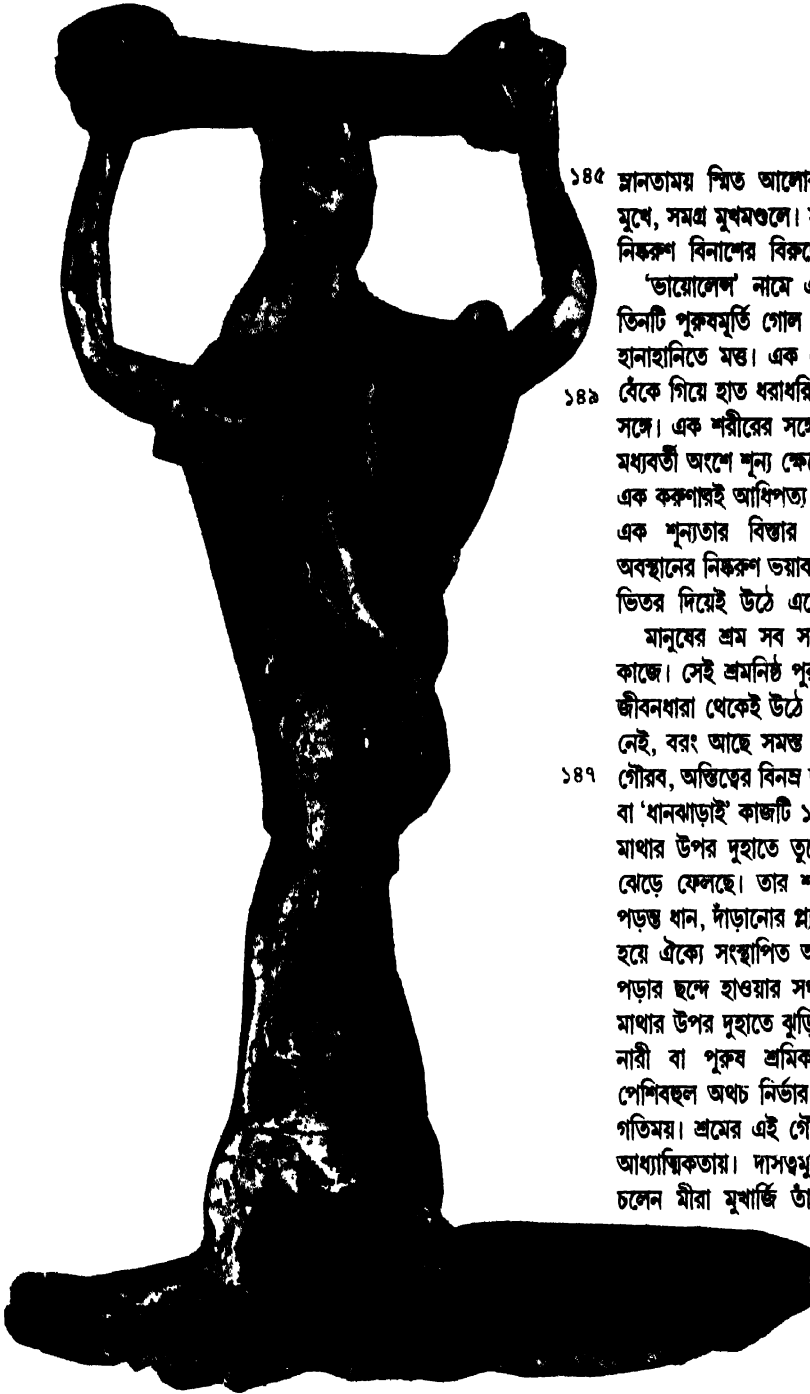 ১৪৫ ম্লানতাময় স্মিত আলো
মুখে, সমগ্র মুখমণ্ডলে।
নিষ্করুণ বিনাশের বিরু
'ভায়োলেন্স' নামে এ
তিনটি পুরুষমূর্তি গোল
হানাহানিতে মত্ত। এক
১৪৯ বেঁকে গিয়ে হাত ধরাধরি
সঙ্গে। এক শরীরের সঙ্গে
মধ্যবর্তী অংশে শূন্য ক্ষে
এক করুণারই আধিপত্য
এক শূন্যতার বিস্তার
অবস্থানের নিষ্করুণ ভয়াব
ভিতর দিয়েই উঠে এ
মানুষের শ্রম সব স
কাজে। সেই শ্রমনিষ্ঠ পু
জীবনধারা থেকেই উঠে
নেই, বরং আছে সমস্ত
১৪৭ গৌরব, অস্তিত্বের বিনম্র
বা 'ধানঝাড়াই' কাজটি ১
মাথার উপর দুহাতে তু
ঝেড়ে ফেলছে। তার শ
পড়ন্ত ধান, দাঁড়ানোর প্ল
হয়ে ঐক্যে সংস্থাপিত অ
পড়ার ছন্দে হাওয়ার স
মাথার উপর দুহাতে ঝুড়ি
নারী বা পুরুষ শ্রমিক
পেশিবহুল অথচ নির্ভার
গতিময়। শ্রমের এই গৌ
আধ্যাত্মিকতায়। দাসত্বমু
চলেন মীরা মুখার্জি তাঁ